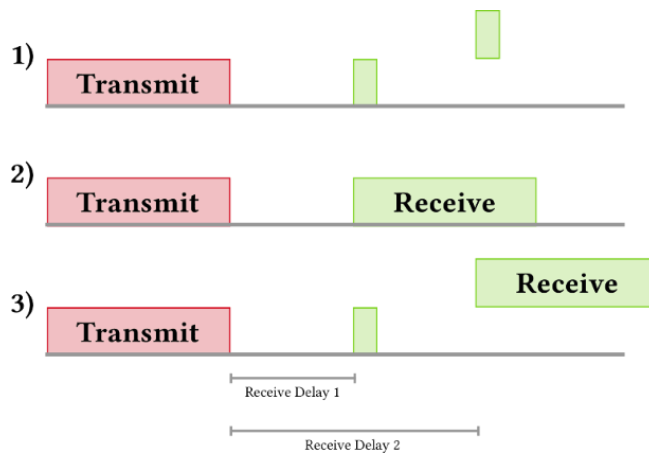 1)
Transmit
2)
Transmit
Receive
3)
Transmit
Receive
Receive Delay 1
Receive Delay 2